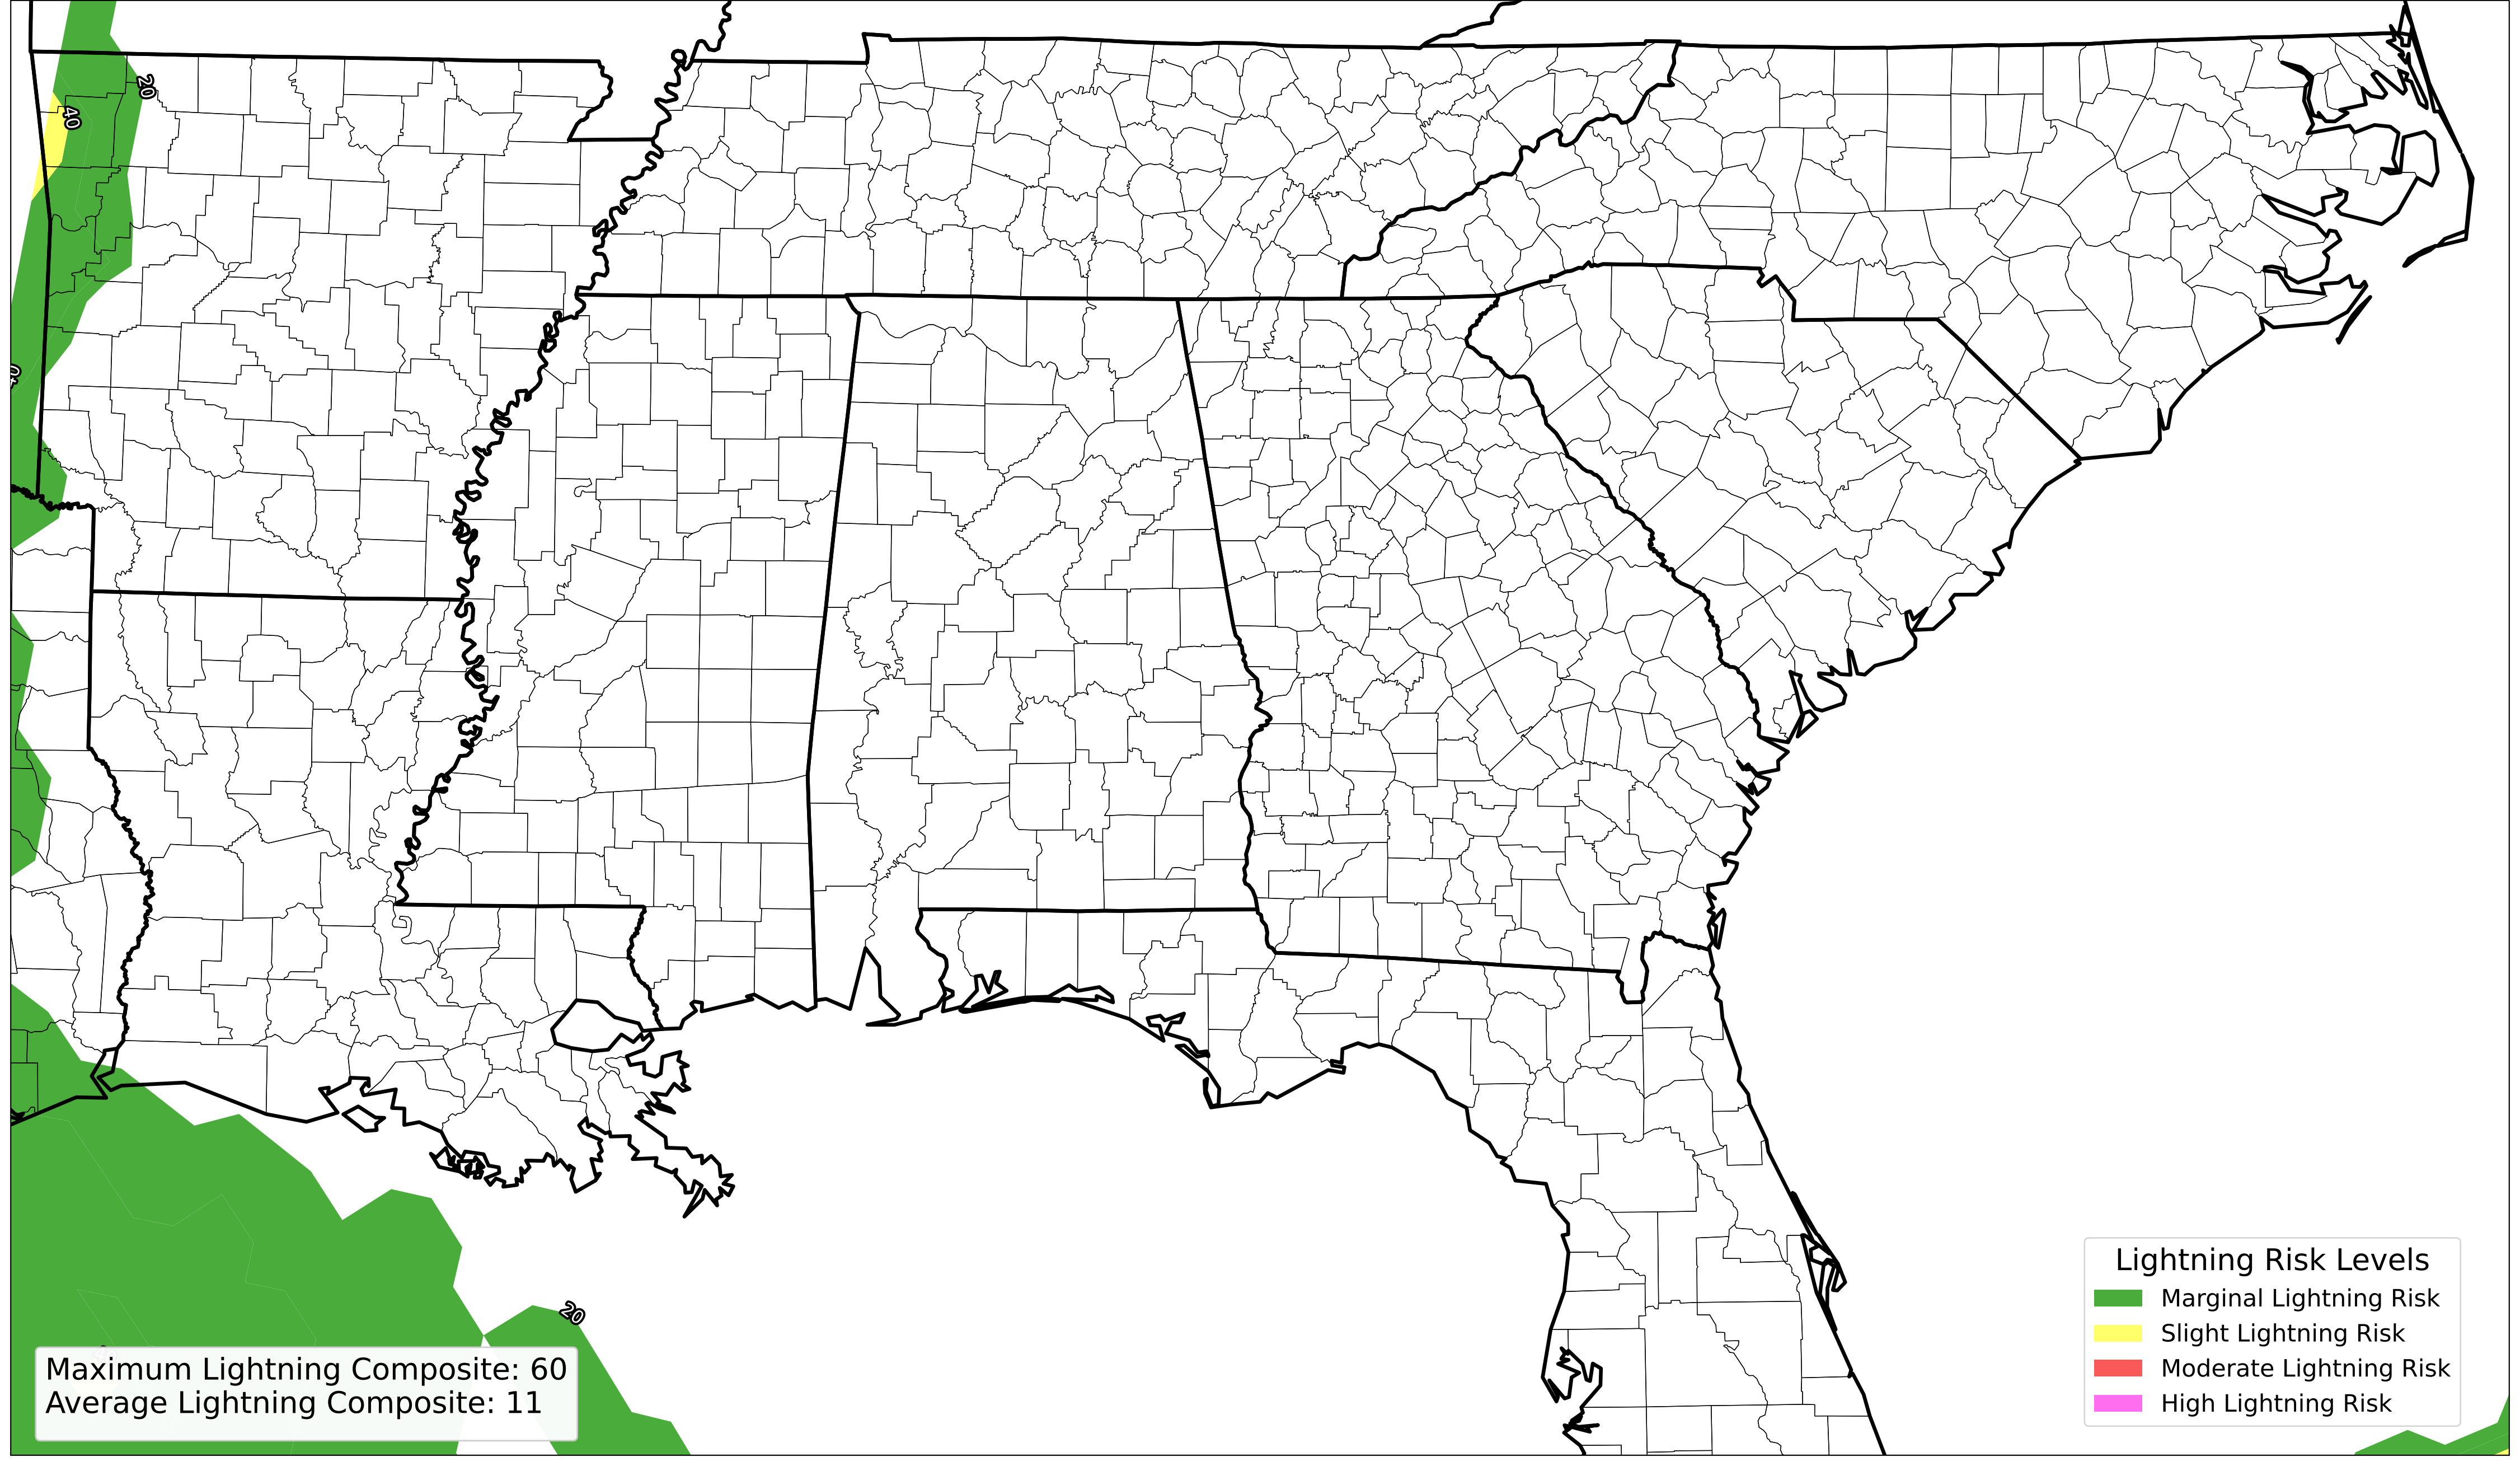 20
40
20
Lightning Risk Levels
Marginal Lightning Risk
Slight Lightning Risk
Moderate Lightning Risk
High Lightning Risk
Maximum Lightning Composite: 60
Average Lightning Composite: 11